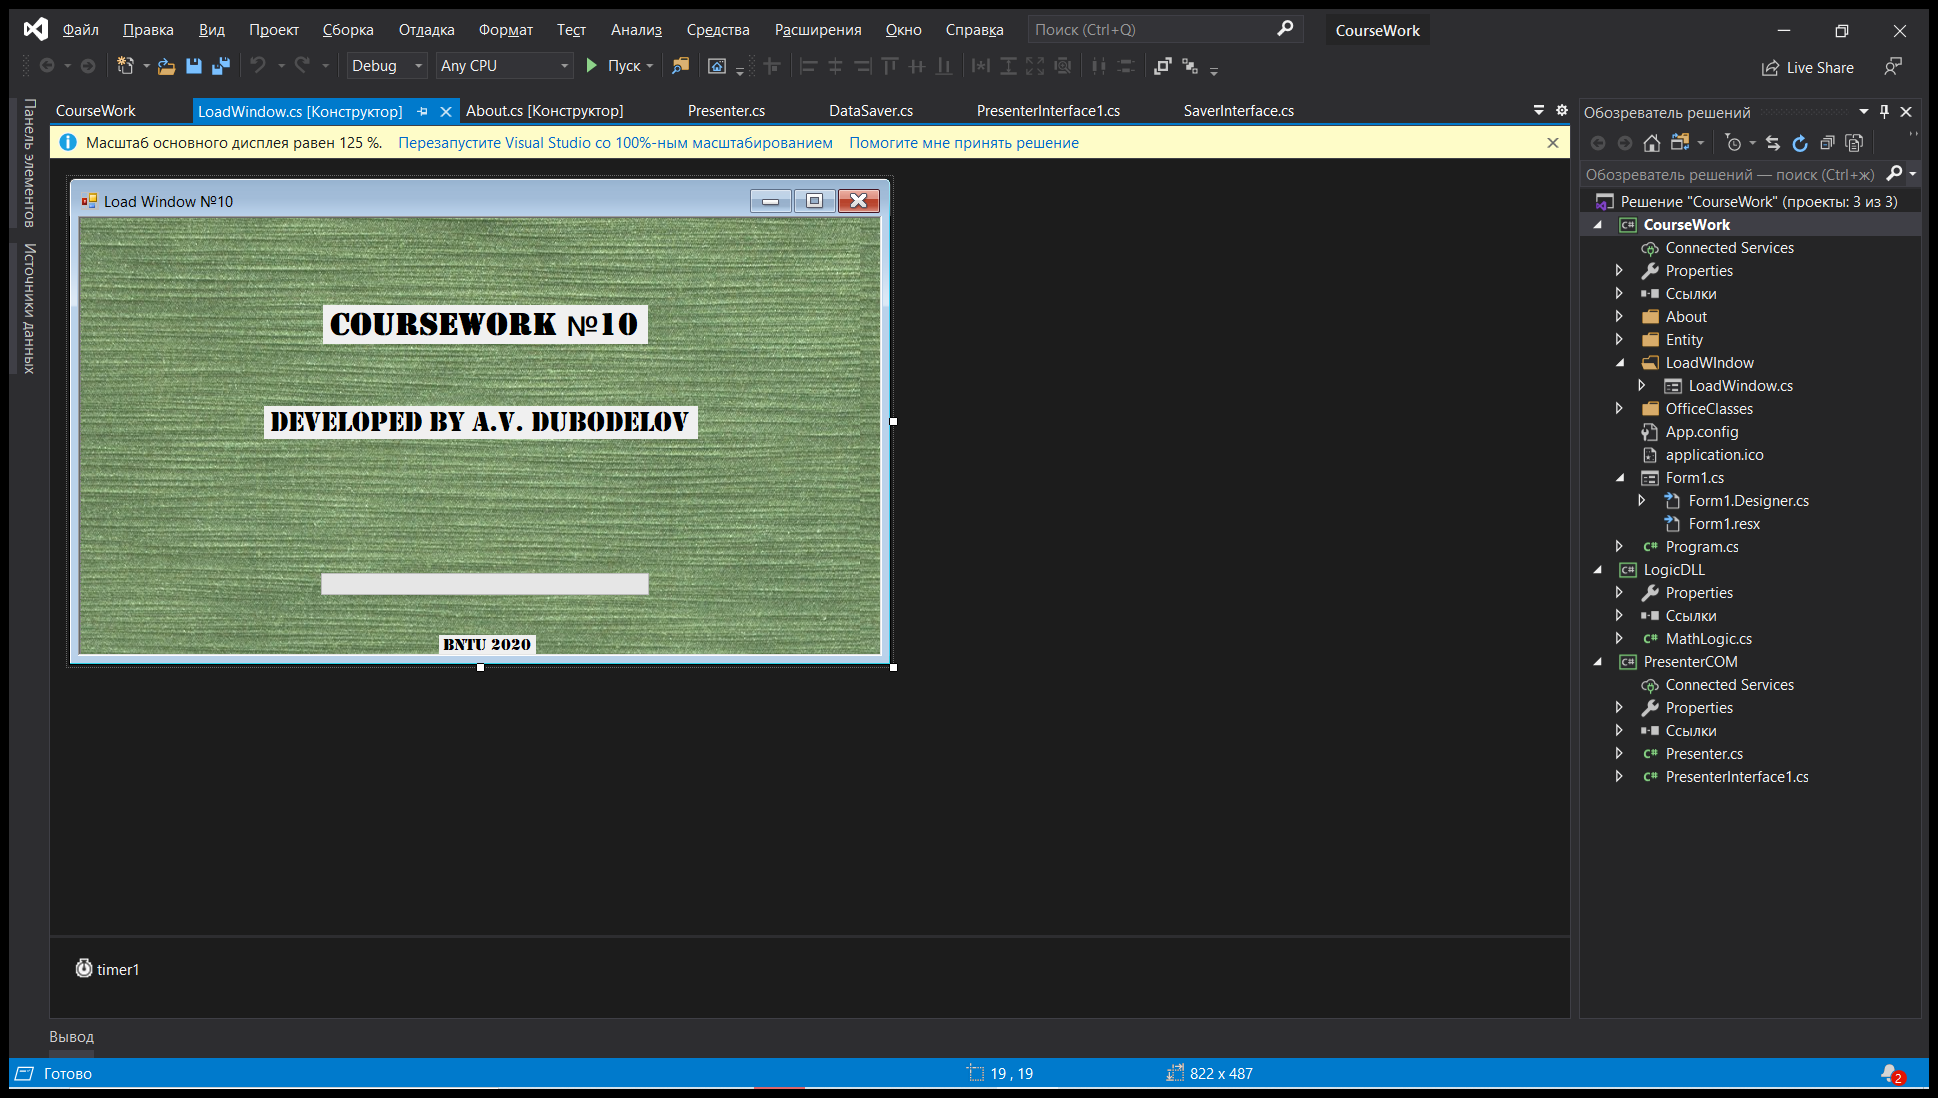 Файл Правка Вид Проект Сборка Отладка Формат Тест Анализ Средства Расширения Окно Справка Поиск (Ctrl+Q) CourseWork
Debug Any CPU Пуск Live Share
Панель элементов
Источники данных
CourseWork LoadWindow.cs [Конструктор] About.cs [Конструктор] Presenter.cs DataSaver.cs PresenterInterface1.cs SaverInterface.cs
Масштаб основного дисплея равен 125 %. Перезапустите Visual Studio со 100%-ным масштабированием Помогите мне принять решение
Load Window №10
COURSEWORK №10
DEVELOPED BY A.V. DUBODELOV
BNTU 2020
timer1
Обозреватель решений
Обозреватель решений — поиск (Ctrl+ж)
Решение "CourseWork" (проекты: 3 из 3)
C# CourseWork
Connected Services
Properties
Ссылки
About
Entity
LoadWIndow
LoadWindow.cs
OfficeClasses
App.config
application.ico
Form1.cs
Form1.Designer.cs
Form1.resx
C# Program.cs
C# LogicDLL
Properties
Ссылки
C# MathLogic.cs
C# PresenterCOM
Connected Services
Properties
Ссылки
C# Presenter.cs
C# PresenterInterface1.cs
Вывод
Готово 19 , 19 822 x 487 2